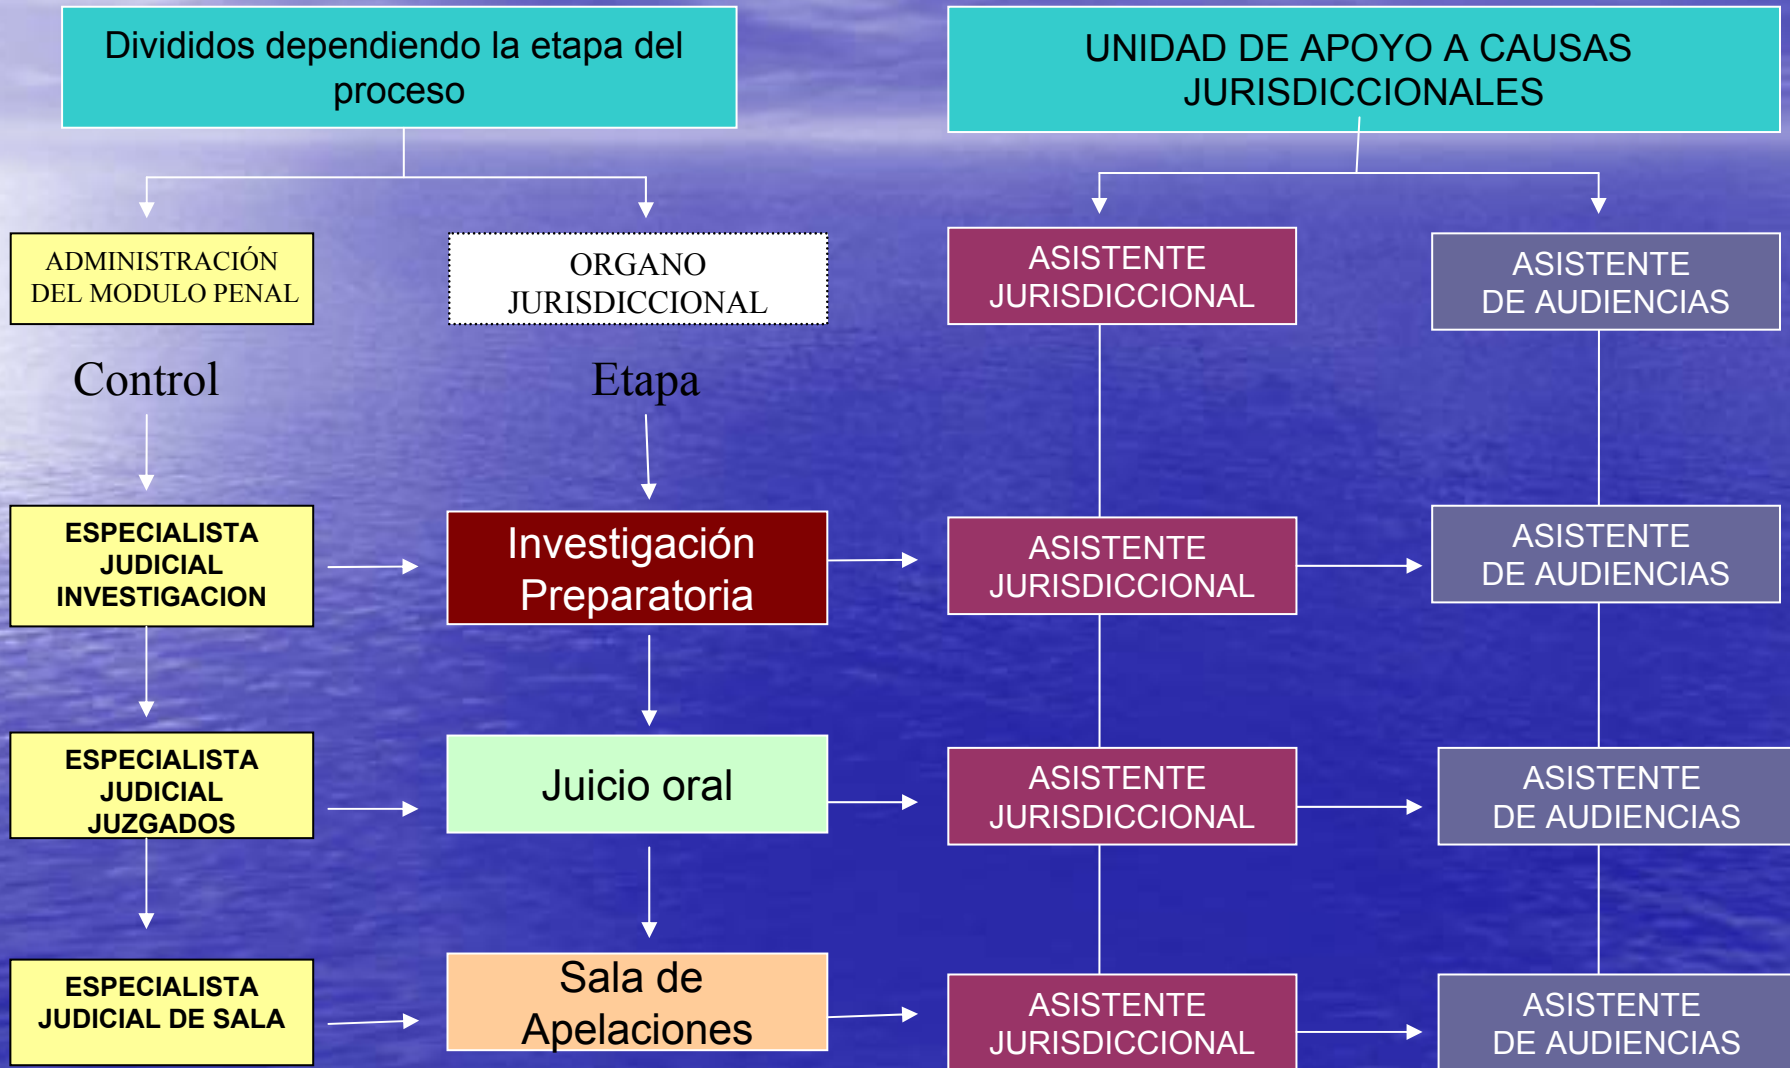 Divididos dependiendo la etapa del
proceso
UNIDAD DE APOYO A CAUSAS
JURISDICCIONALES
ADMINISTRACIÓN
DEL MODULO PENAL
ORGANO
JURISDICCIONAL
ASISTENTE
JURISDICCIONAL
ASISTENTE
DE AUDIENCIAS
Control
Etapa
ESPECIALISTA
JUDICIAL
INVESTIGACION
Investigación
Preparatoria
ASISTENTE
JURISDICCIONAL
ASISTENTE
DE AUDIENCIAS
ESPECIALISTA
JUDICIAL
JUZGADOS
Juicio oral
ASISTENTE
JURISDICCIONAL
ASISTENTE
DE AUDIENCIAS
ESPECIALISTA
JUDICIAL DE SALA
Sala de
Apelaciones
ASISTENTE
JURISDICCIONAL
ASISTENTE
DE AUDIENCIAS